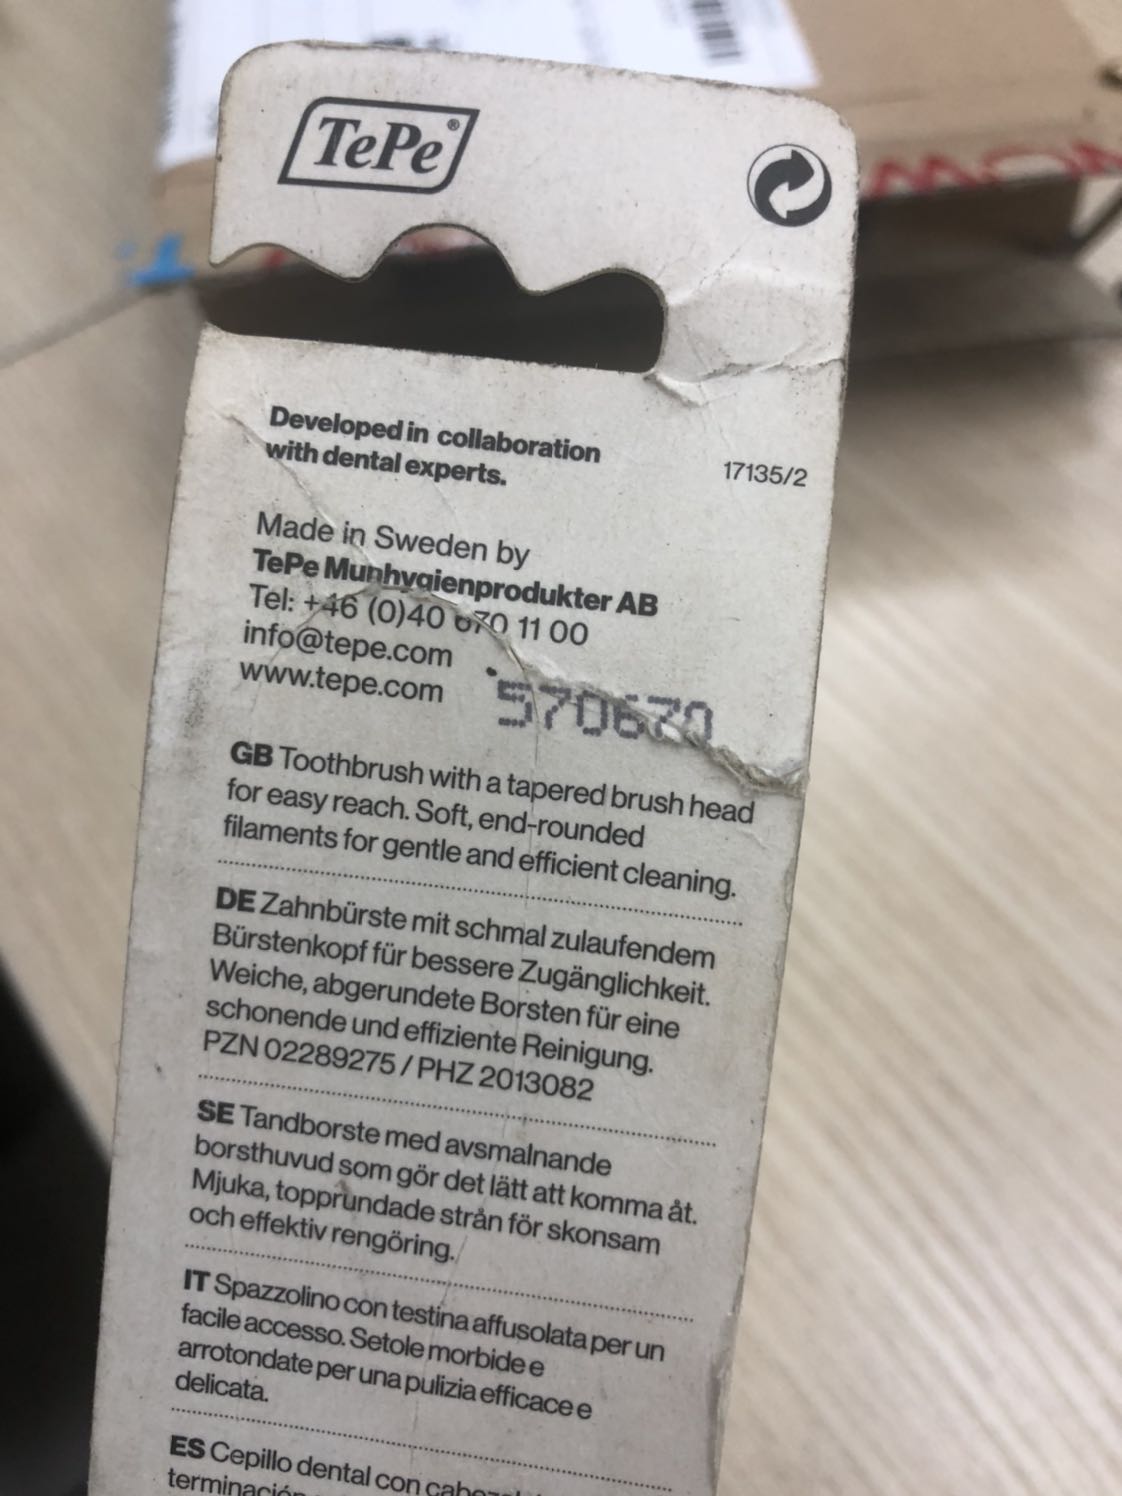 TePe®
Developed in collaboration
with dental experts.
17135/2
Made in Sweden by
TePe Munhygienprodukter AB
Tel: +46 (0)40 670 11 00
info@tepe.com
www.tepe.com
570670
GB Toothbrush with a tapered brush head
for easy reach. Soft, end-rounded
filaments for gentle and efficient cleaning.
DE Zahnbürste mit schmal zulaufendem
Bürstenkopf für bessere Zugänglichkeit.
Weiche, abgerundete Borsten für eine
schonende und effiziente Reinigung.
PZN 02289275 / PHZ 2013082
SE Tandborste med avsmalnande
borsthuvud som gör det lätt att komma åt.
Mjuka, topprundade strån för skonsam
och effektiv rengöring.
IT Spazzolino con testina affusolata per un
facile accesso. Setole morbide e
arrotondate per una pulizia efficace e
delicata.
ES Cepillo dental con